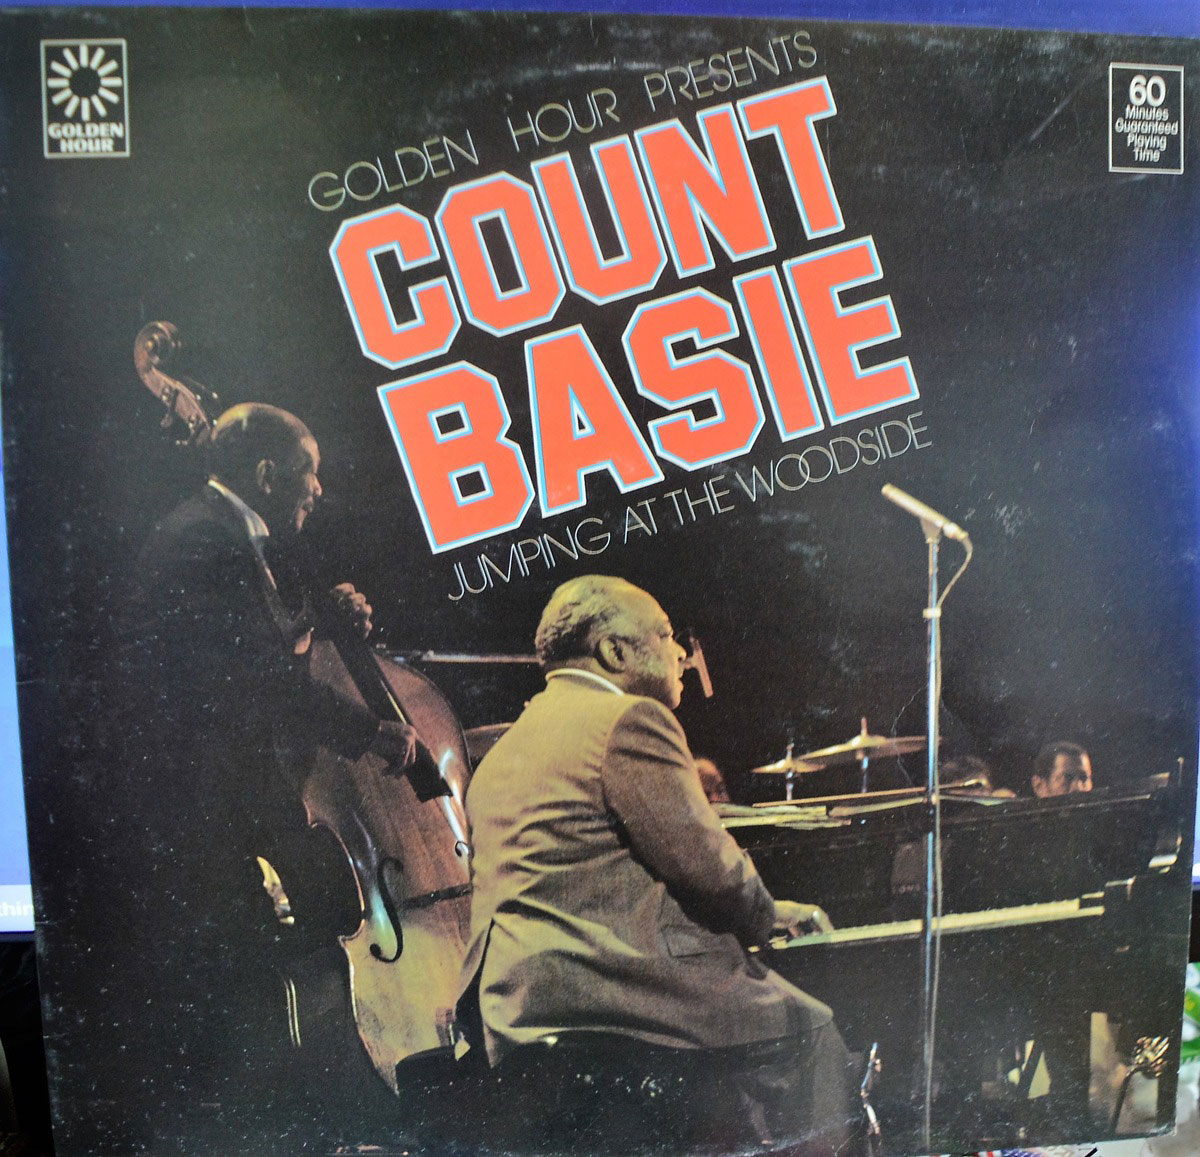 GOLDEN
HOUR
60
Minutes
Guaranteed
Playing
Time
GOLDEN HOUR PRESENTS
COUNT
BASIE
JUMPING AT THE WOODSIDE